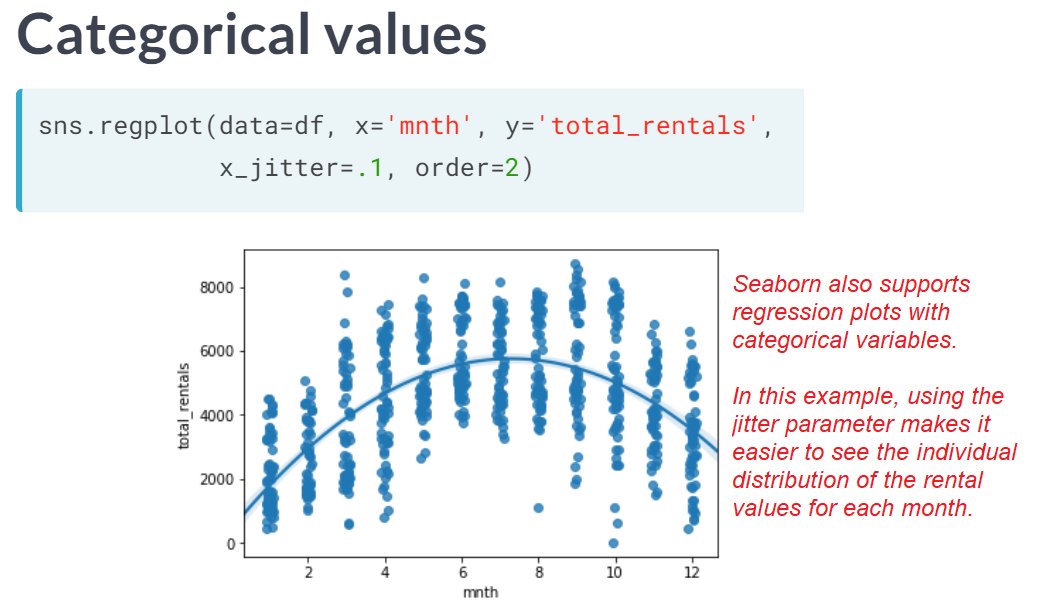 Categorical values
sns.regplot(data=df, x='mnth', y='total_rentals',
x_jitter=.1, order=2)
8000
6000
4000
2000
0
total_rentals
2 4 6 8 10 12
mnth
Seaborn also supports
regression plots with
categorical variables.
In this example, using the
jitter parameter makes it
easier to see the individual
distribution of the rental
values for each month.